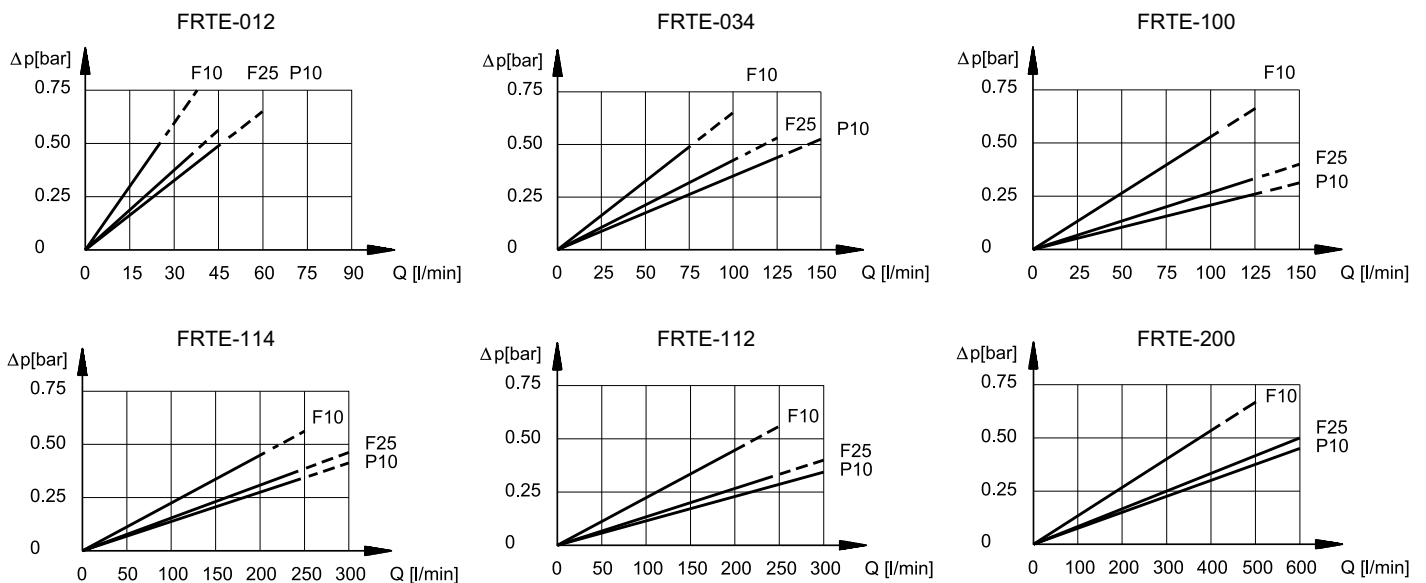 FRTE-012
Δp[bar]
F10 F25 P10
0.75
0.50
0.25
0
0 15 30 45 60 75 90 Q [l/min]
FRTE-034
Δp[bar]
F10
0.75
F25 P10
0.50
0.25
0
0 25 50 75 100 125 150 Q [l/min]
FRTE-100
Δp[bar]
F10
0.75
0.50
F25
P10
0.25
0
0 25 50 75 100 125 150 Q [l/min]
FRTE-114
Δp[bar]
0.75
F10
0.50
F25
P10
0.25
0
0 50 100 150 200 250 300 Q [l/min]
FRTE-112
Δp[bar]
0.75
F10
0.50
F25
P10
0.25
0
0 50 100 150 200 250 300 Q [l/min]
FRTE-200
Δp[bar]
0.75
F10
0.50
F25
P10
0.25
0
0 100 200 300 400 500 600 Q [l/min]